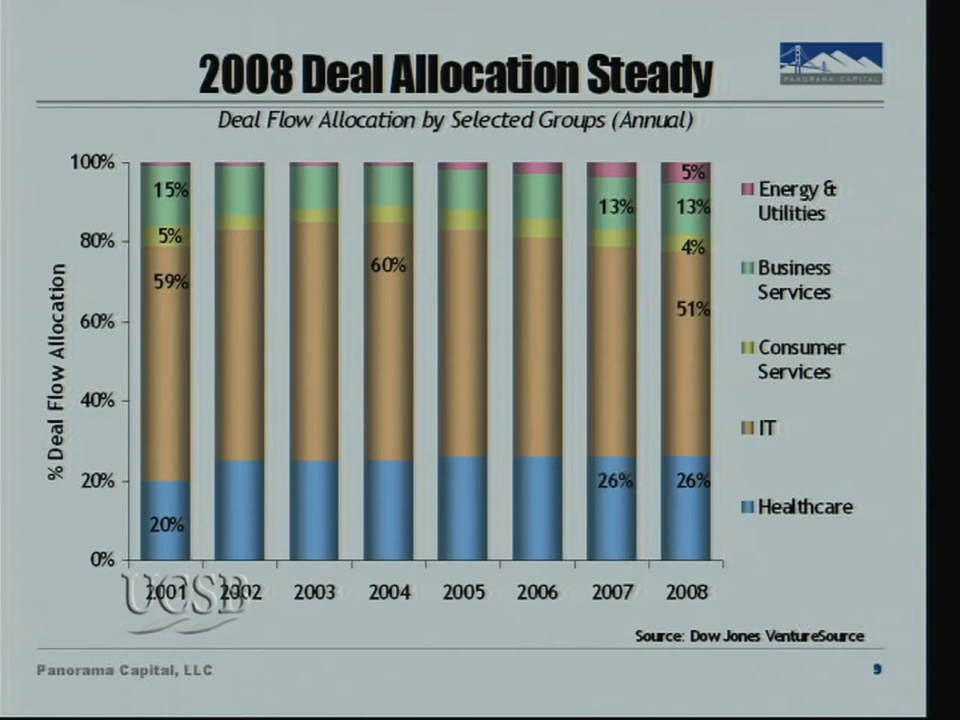 2008 Deal Allocation Steady
PANORAMA CAPITAL
Deal Flow Allocation by Selected Groups (Annual)
% Deal Flow Allocation
100%
80%
60%
40%
20%
0%
15%
5%
59%
20%
60%
13%
26%
5%
13%
4%
51%
26%
Energy &
Utilities
Business
Services
Consumer
Services
IT
Healthcare
2001 2002 2003 2004 2005 2006 2007 2008
UCSB
Source: Dow Jones VentureSource
Panorama Capital, LLC
9